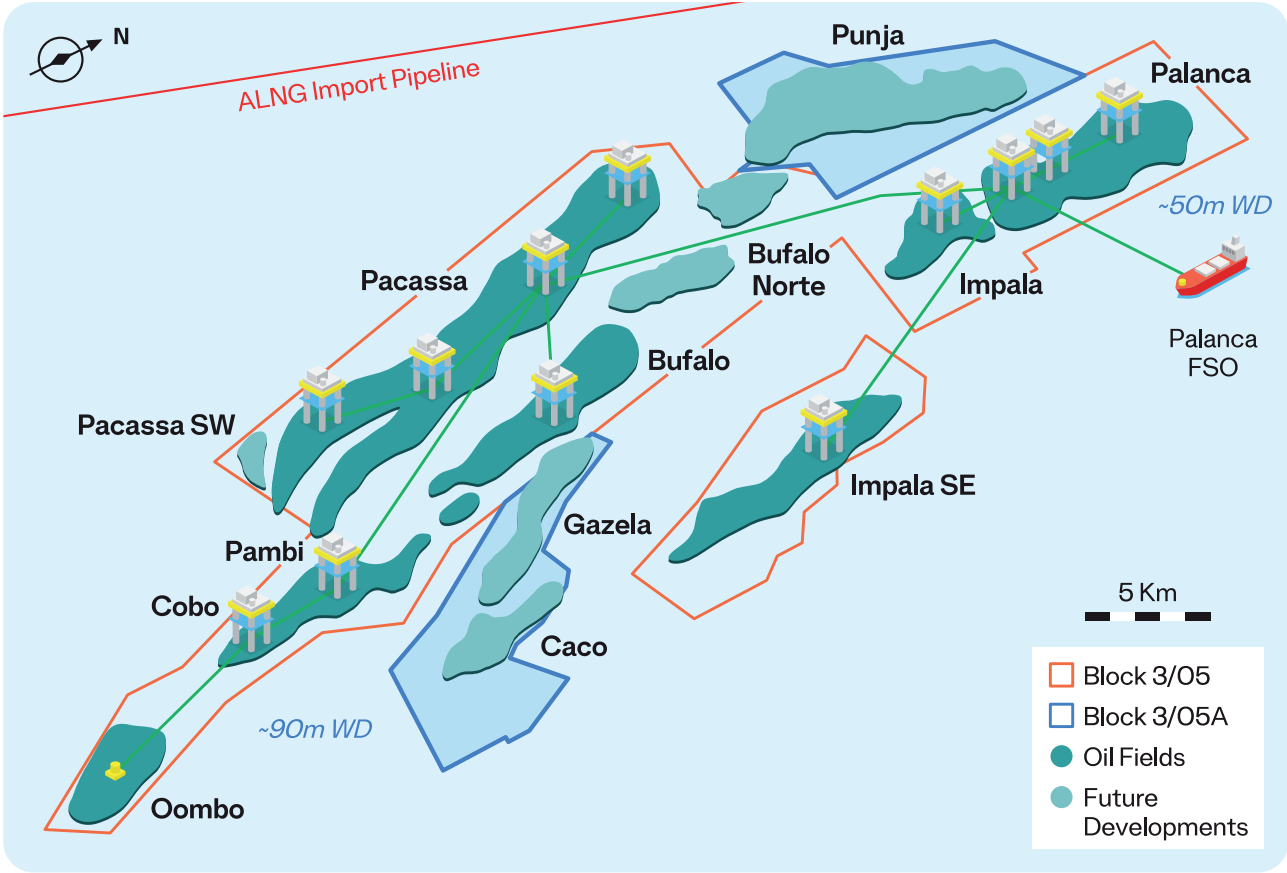 N
ALNG Import Pipeline
Punja
Palanca
~50m WD
Pacassa
Bufalo
Norte
Impala
Palanca
FSO
Bufalo
Pacassa SW
Impala SE
Gazela
Pambi
Cobo
Caco
5 Km
~90m WD
Oombo
Block 3/05
Block 3/05A
Oil Fields
Future
Developments